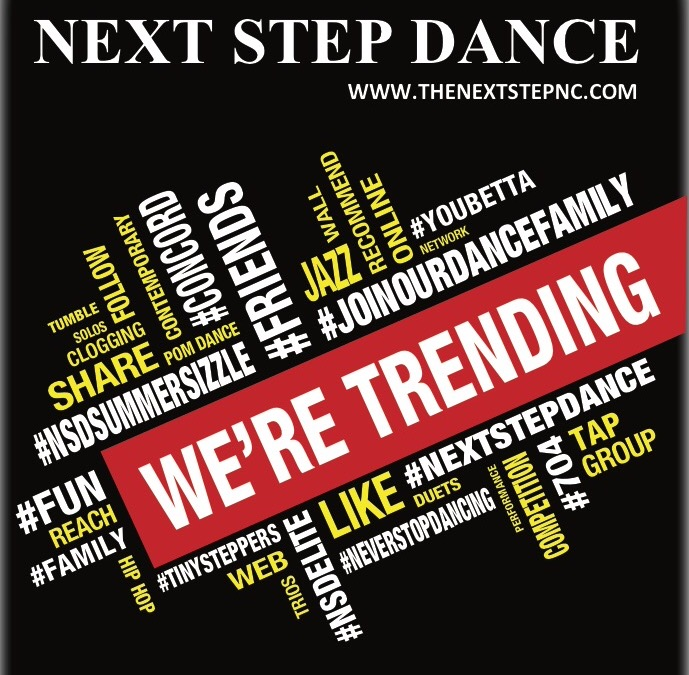 NEXT STEP DANCE
WWW.THENEXTSTEPNC.COM
TUMBLE
SOLOS
CLOGGING
FOLLOW
CONTEMPORARY
#CONCORD
#FRIENDS
SHARE
POM DANCE
#NSDSUMMERSIZZLE
JAZZ
WALL
RECOMMEND
ONLINE
#YOUBETTA
NETWORK
#JOINOURDANCEFAMILY
WE'RE TRENDING
#FUN
REACH
#FAMILY
HIP HOP
#TINYSTEPPERS
WEB
TRIOS
#NSDELITE
LIKE
DUETS
#NEVERSTOPDANCING
#NEXTSTEPDANCE
PERFORMANCE
COMPETITION
#704
TAP
GROUP